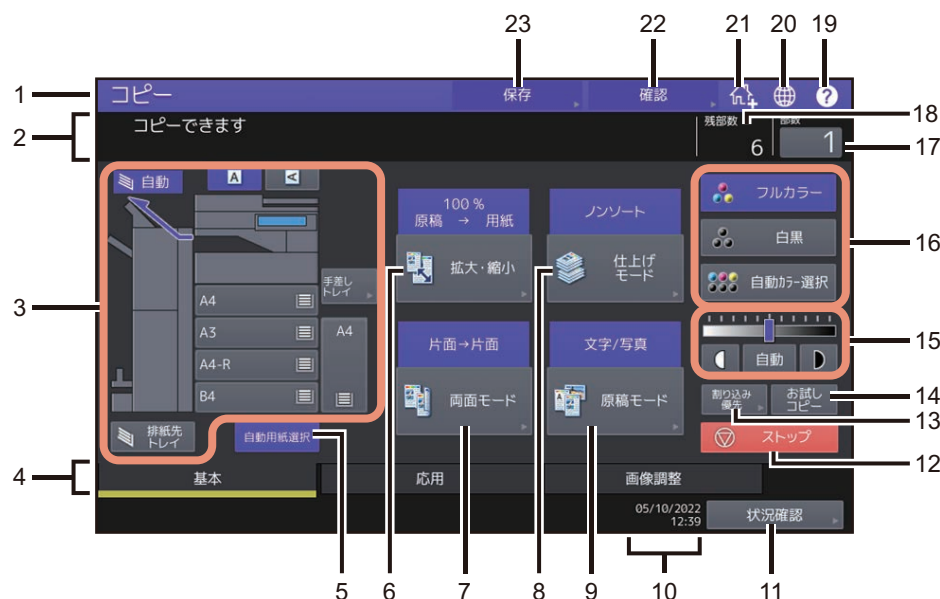 23
22
21
20
19
1
コピー
保存
確認
?
18
2
コピーできます
残部数
6
部数
1
17
自動
A
A
100 %
原稿 → 用紙
ノンソート
フルカラー
白黒
自動ｶﾗｰ選択
16
3
6
拡大・縮小
8
仕上げ
モード
手差し
トレイ
A4
A3
A4-R
B4
A4
片面→片面
文字/写真
自動
15
両面モード
原稿モード
割り込み
優先
お試し
コピー
14
13
排紙先
トレイ
自動用紙選択
ストップ
12
4
基本
応用
画像調整
05/10/2022
12:39
状況確認
5
6
7
8
9
10
11